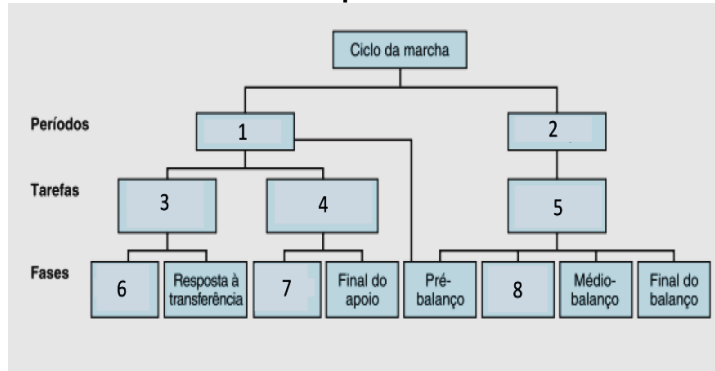 Ciclo da marcha
Períodos
1
2
Tarefas
3
4
5
Fases
6
Resposta à
transferência
7
Final do
apoio
Pré-
balanço
8
Médio-
balanço
Final do
balanço